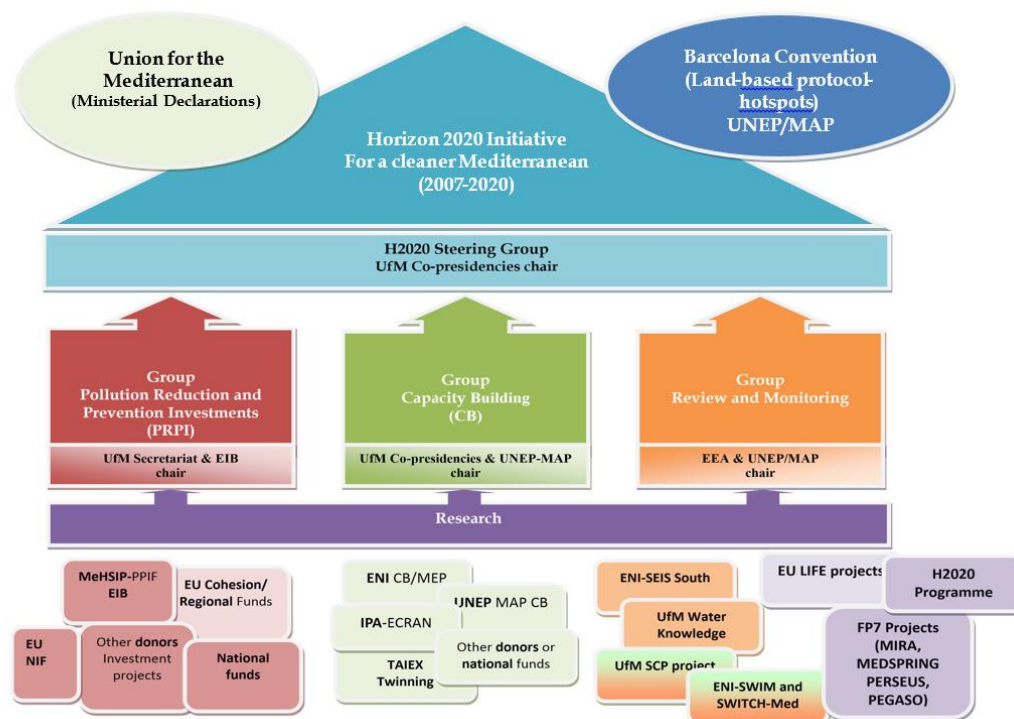 Union for the
Mediterranean
(Ministerial Declarations)
Barcelona Convention
(Land-based protocol-
hotspots)
UNEP/MAP
Horizon 2020 Initiative
For a cleaner Mediterranean
(2007-2020)
H2020 Steering Group
UfM Co-presidencies chair
Group
Pollution Reduction and
Prevention Investments
(PRPI)
UfM Secretariat & EIB
chair
Group
Capacity Building
(CB)
UfM Co-presidencies & UNEP-MAP
chair
Group
Review and Monitoring
EEA & UNEP/MAP
chair
Research
MeHSIP-PPIF
EIB
EU Cohesion/
Regional Funds
EU
NIF
Other donors
Investment
projects
National
funds
ENI CB/MEP
UNEP MAP CB
IPA-ECRAN
Other donors or
national funds
TAIEX
Twinning
ENI-SEIS South
UfM Water
Knowledge
UfM SCP project
ENI-SWIM and
SWITCH-Med
EU LIFE projects
H2020
Programme
FP7 Projects
(MIRA,
MEDSPRING
PERSEUS,
PEGASO)